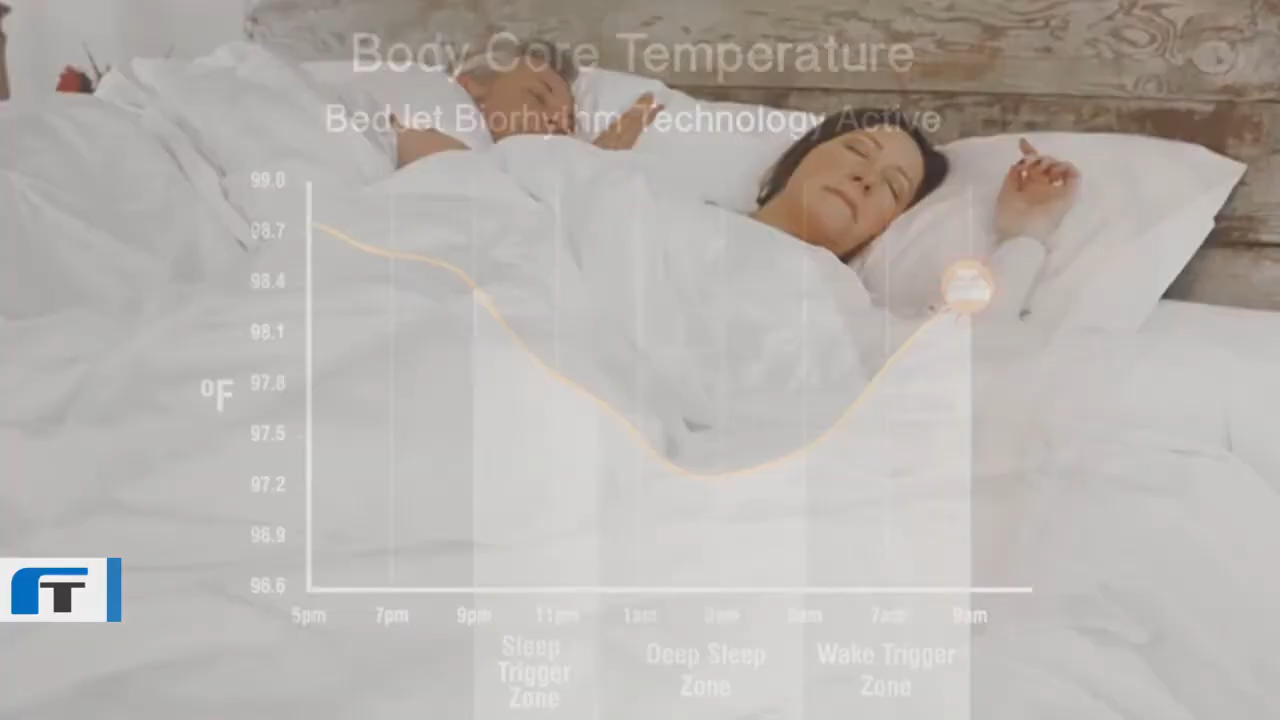 Body Core Temperature
BedJet Biorhythm Technology Active
99.0
98.7
98.4
98.1
97.8
97.5
97.2
96.9
96.6
°F
5pm 7pm 9pm 11pm 1am 3am 7am 9am
Sleep
Trigger
Zone
Deep Sleep
Zone
Wake Trigger
Zone
FT